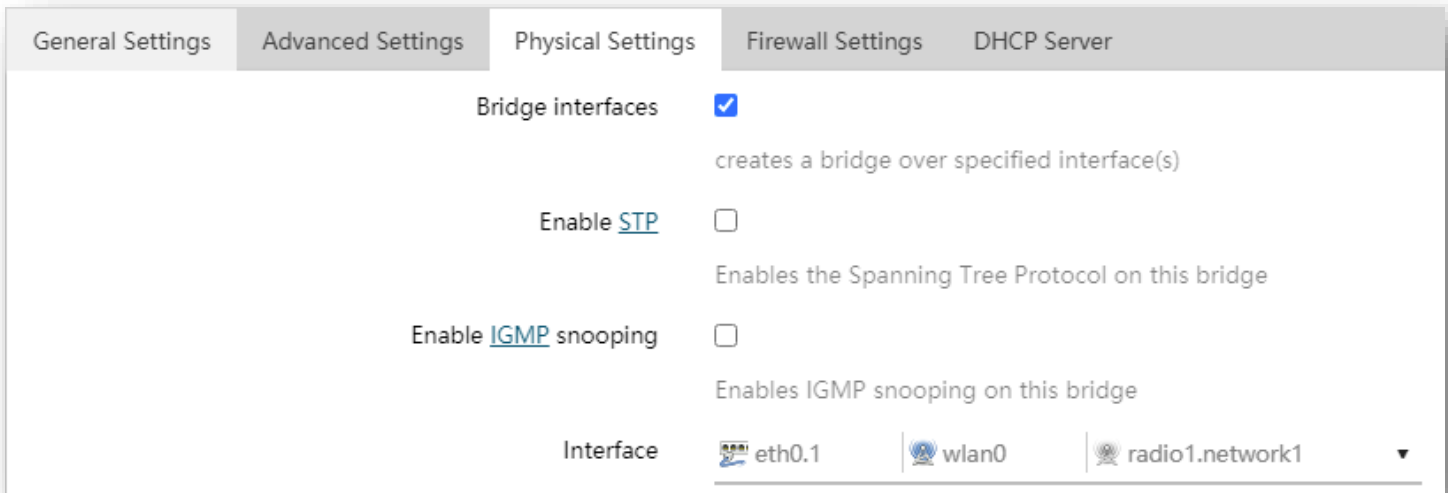 General Settings Advanced Settings Physical Settings Firewall Settings DHCP Server
Bridge interfaces
creates a bridge over specified interface(s)
Enable STP
Enables the Spanning Tree Protocol on this bridge
Enable IGMP snooping
Enables IGMP snooping on this bridge
Interface eth0.1 wlan0 radio1.network1